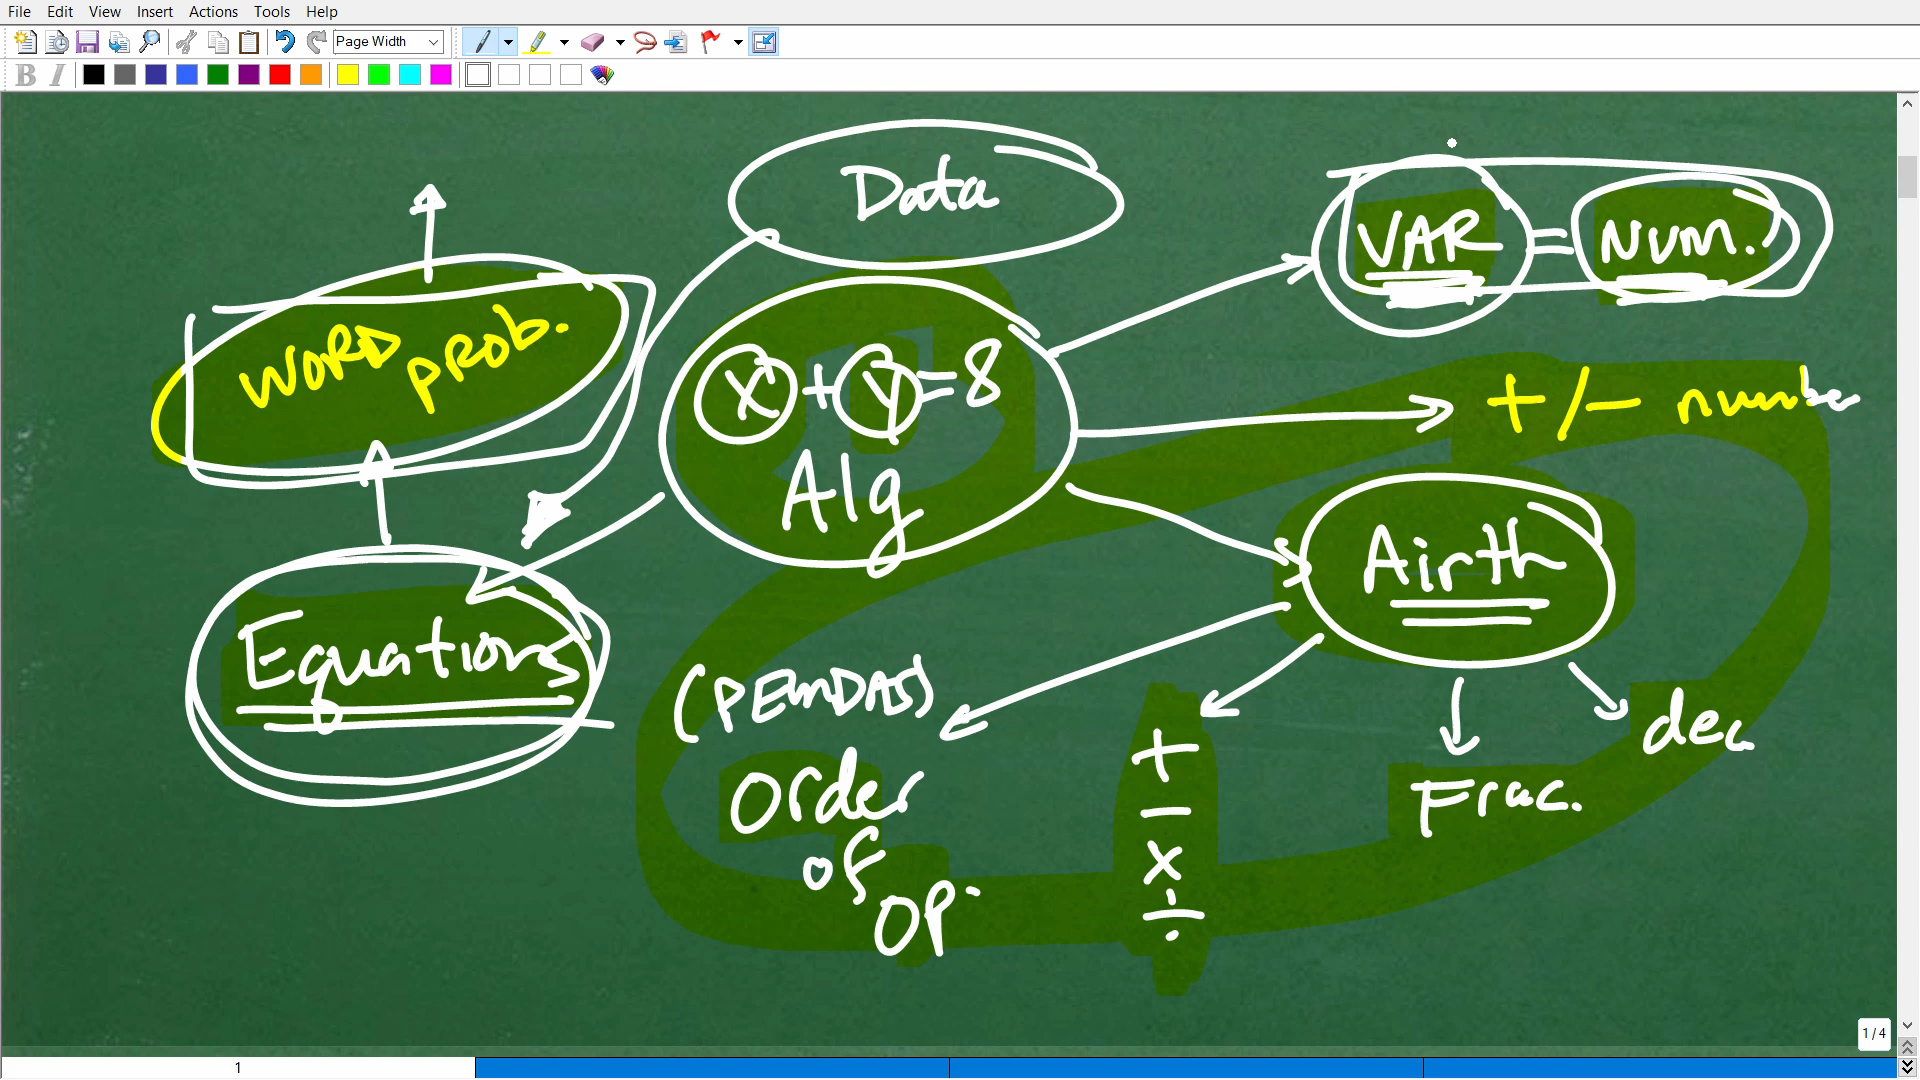 File Edit View Insert Actions Tools Help
Page Width
B I
Data
VAR = NUM.
WORD
PROB.
X + Y = 8
Alg
+/- number
Airth
Equations
(PEMDAS)
Order
of
OP.
+
−
x
÷
Frac.
dec
1 / 4
1